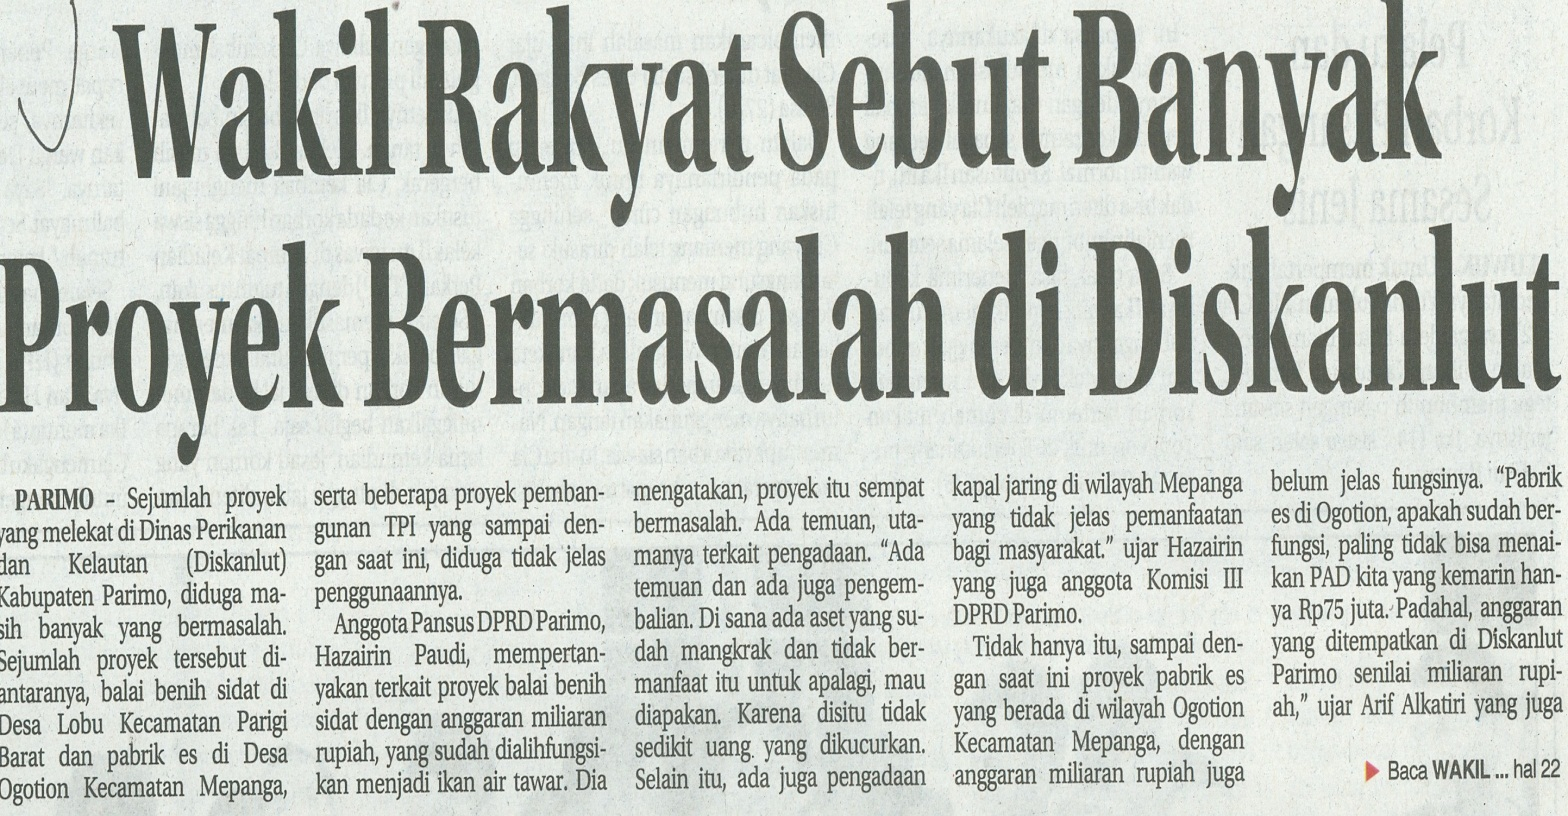 Wakil Rakyat Sebut Banyak
Proyek Bermasalah di Diskanlut
PARIMO – Sejumlah proyek
yang melekat di Dinas Perikanan
dan Kelautan (Diskanlut)
Kabupaten Parimo, diduga ma-
sih banyak yang bermasalah.
Sejumlah proyek tersebut di-
antaranya, balai benih sidat di
Desa Lobu Kecamatan Parigi
Barat dan pabrik es di Desa
Ogotion Kecamatan Mepanga,
serta beberapa proyek pemban-
gunan TPI yang sampai den-
gan saat ini, diduga tidak jelas
penggunaannya.
Anggota Pansus DPRD Parimo,
Hazairin Paudi, mempertan-
yakan terkait proyek balai benih
sidat dengan anggaran miliaran
rupiah, yang sudah dialihfungsi-
kan menjadi ikan air tawar. Dia
mengatakan, proyek itu sempat
bermasalah. Ada temuan, uta-
manya terkait pengadaan. “Ada
temuan dan ada juga pengem-
balian. Di sana ada aset yang su-
dah mangkrak dan tidak ber-
manfaat itu untuk apalagi, mau
diapakan. Karena disitu tidak
sedikit uang yang dikucurkan.
Selain itu, ada juga pengadaan
kapal jaring di wilayah Mepanga
yang tidak jelas pemanfaatan
bagi masyarakat.” ujar Hazairin
yang juga anggota Komisi III
DPRD Parimo.
Tidak hanya itu, sampai den-
gan saat ini proyek pabrik es
yang berada di wilayah Ogotion
Kecamatan Mepanga, dengan
anggaran miliaran rupiah juga
belum jelas fungsinya. “Pabrik
es di Ogotion, apakah sudah ber-
fungsi, paling tidak bisa menai-
kan PAD kita yang kemarin han-
ya Rp75 juta. Padahal, anggaran
yang ditempatkan di Diskanlut
Parimo senilai miliaran rupi-
ah,” ujar Arif Alkatiri yang juga
Baca WAKIL ... hal 22